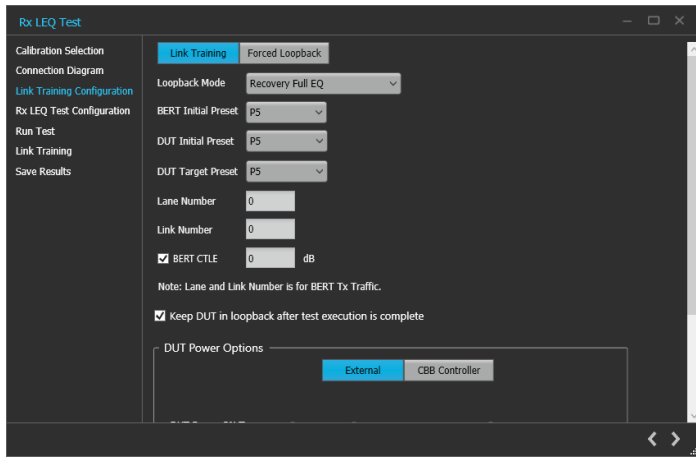 Rx LEQ Test
Calibration Selection
Connection Diagram
Link Training Configuration
Rx LEQ Test Configuration
Run Test
Link Training
Save Results
Link Training Forced Loopback
Loopback Mode Recovery Full EQ
BERT Initial Preset P5
DUT Initial Preset P5
DUT Target Preset P5
Lane Number 0
Link Number 0
BERT CTLE 0 dB
Note: Lane and Link Number is for BERT Tx Traffic.
Keep DUT in loopback after test execution is complete
DUT Power Options
External CBB Controller